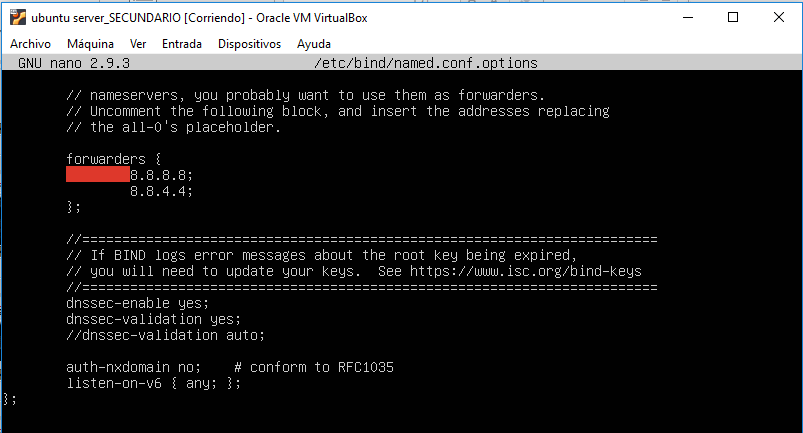 ubuntu server_SECUNDARIO [Corriendo] - Oracle VM VirtualBox
Archivo Máquina Ver Entrada Dispositivos Ayuda
GNU nano 2.9.3 /etc/bind/named.conf.options
// nameservers, you probably want to use them as forwarders.
// Uncomment the following block, and insert the addresses replacing
// the all-0's placeholder.
forwarders {
8.8.8.8;
8.8.4.4;
};
//========================================================================
// If BIND logs error messages about the root key being expired,
// you will need to update your keys.  See https://www.isc.org/bind-keys
//========================================================================
dnssec-enable yes;
dnssec-validation yes;
//dnssec-validation auto;
auth-nxdomain no;    # conform to RFC1035
listen-on-v6 { any; };
};